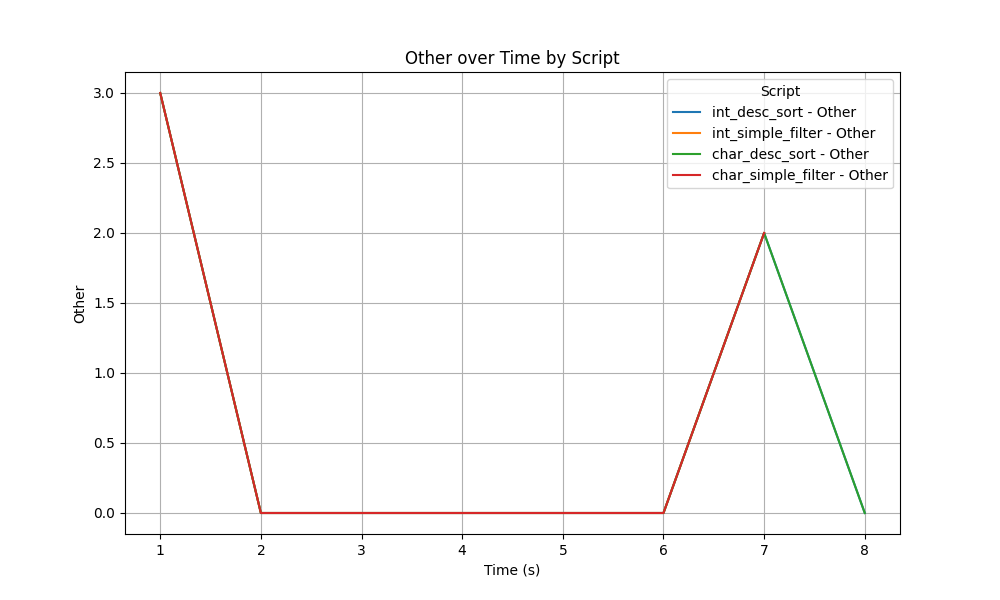 Other over Time by Script
Script
int_desc_sort - Other
int_simple_filter - Other
char_desc_sort - Other
char_simple_filter - Other
3.0
2.5
2.0
1.5
1.0
0.5
0.0
Other
1 2 3 4 5 6 7 8
Time (s)